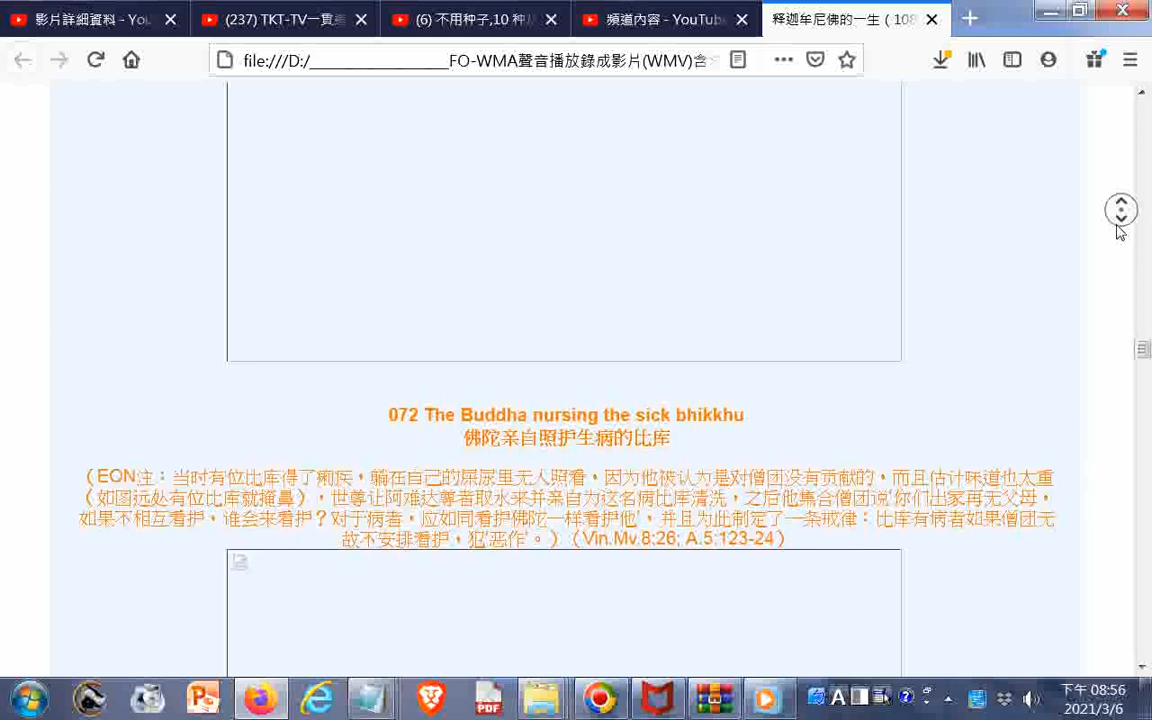 影片詳細資料 - You
(237) TKT-TV一貫
(6) 不用种子,10 种
頻道內容 - YouTube
释迦牟尼佛的一生（108
file:///D:/_________________FO-WMA聲音播放錄成影片(WMV)含
072 The Buddha nursing the sick bhikkhu
佛陀亲自照护生病的比库
（EON注：当时有位比库得了痢疾，躺在自己的屎尿里无人照看，因为他被认为是对僧团没有贡献的，而且估计味道也太重
（如图远处有位比库就掩鼻），世尊让阿难达尊者取水来并亲自为这名病比库清洗，之后他集合僧团说‘你们出家再无父母，
如果不相互看护，谁会来看护？对于病者，应如同看护佛陀一样看护他’，并且为此制定了一条戒律：比库有病者如果僧团无
故不安排看护，犯‘恶作’。）（Vin.Mv.8:26; A.5:123-24）
下午 08:56
2021/3/6